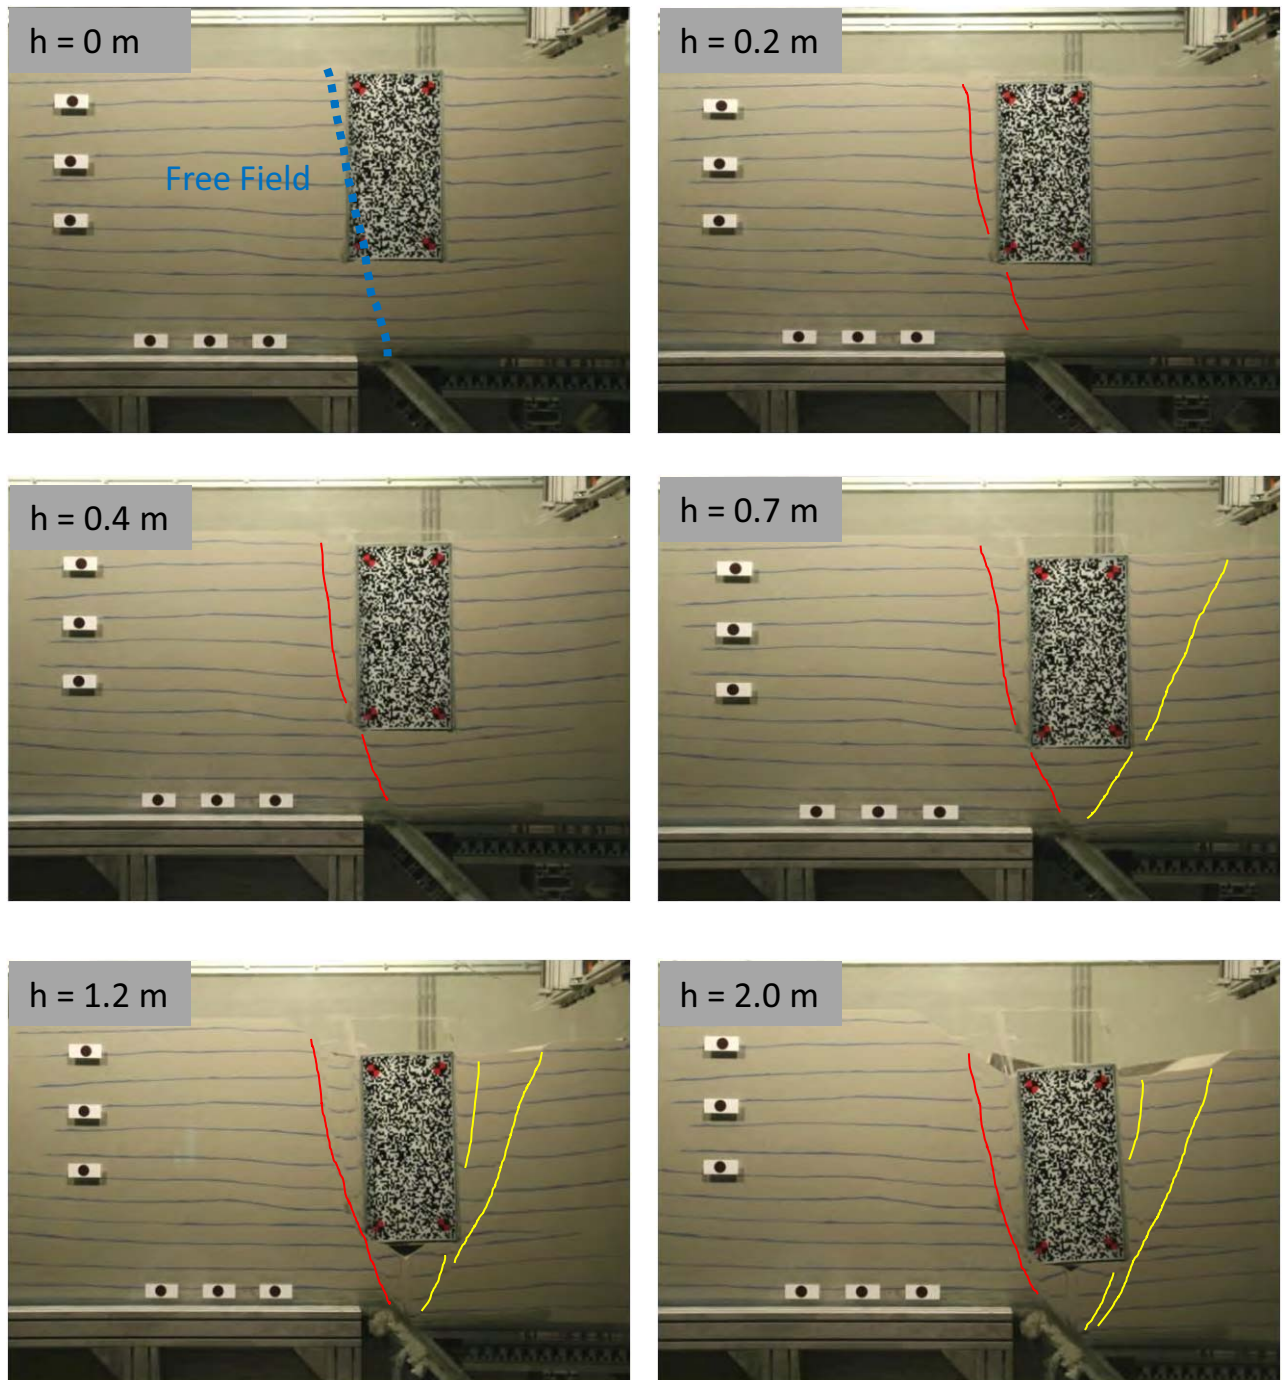 h = 0 m
Free Field
h = 0.2 m
h = 0.4 m
h = 0.7 m
h = 1.2 m
h = 2.0 m